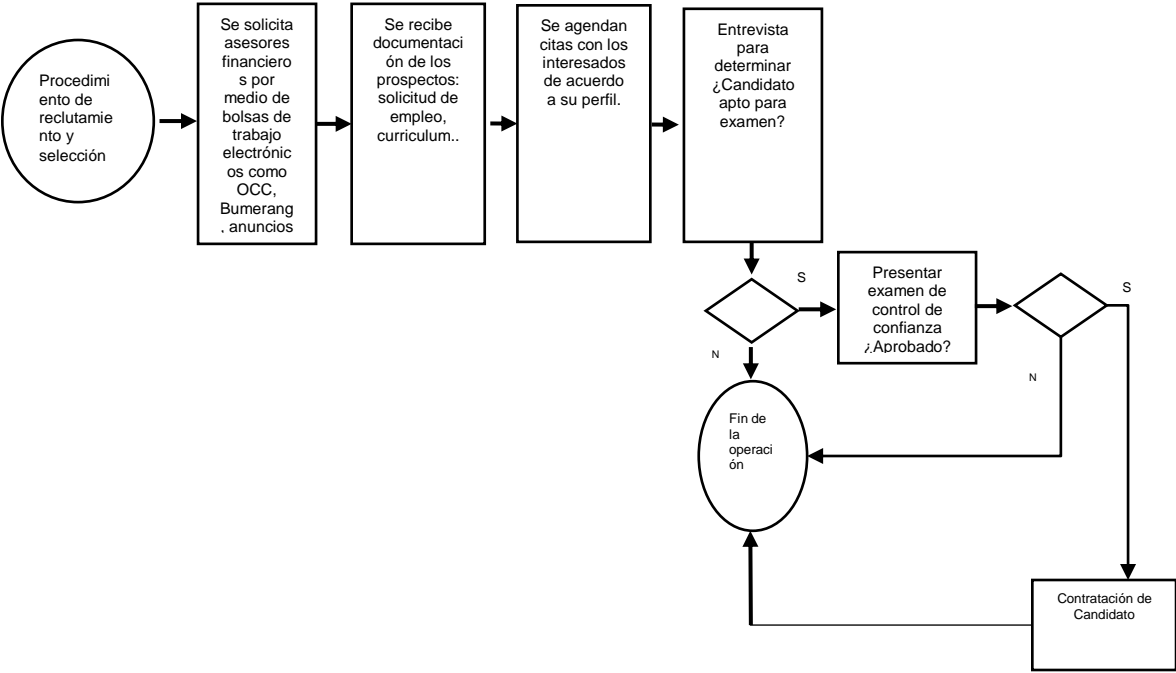 Procedimi
ento de
reclutamie
nto y
selección
Se solicita
asesores
financiero
s por
medio de
bolsas de
trabajo
electrónic
os como
OCC,
Bumerang
, anuncios
Se recibe
documentaci
ón de los
prospectos:
solicitud de
empleo,
curriculum..
Se agendan
citas con los
interesados
de acuerdo
a su perfil.
Entrevista
para
determinar
¿Candidato
apto para
examen?
S
N
Presentar
examen de
control de
confianza
¿Aprobado?
S
N
Fin de
la
operaci
ón
Contratación de
Candidato